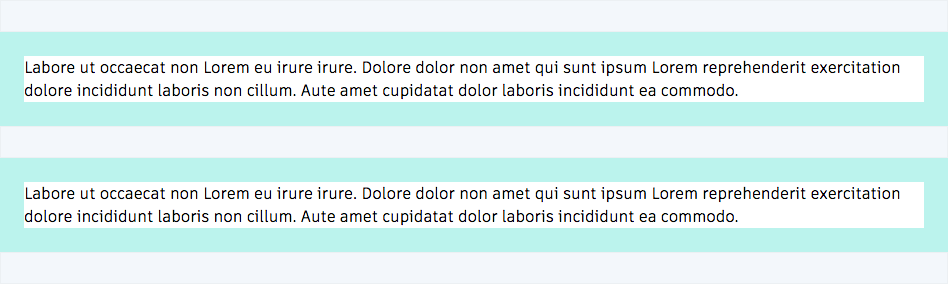 Labore ut occaecat non Lorem eu irure irure. Dolore dolor non amet qui sunt ipsum Lorem reprehenderit exercitation
dolore incididunt laboris non cillum. Aute amet cupidatat dolor laboris incididunt ea commodo.
Labore ut occaecat non Lorem eu irure irure. Dolore dolor non amet qui sunt ipsum Lorem reprehenderit exercitation
dolore incididunt laboris non cillum. Aute amet cupidatat dolor laboris incididunt ea commodo.